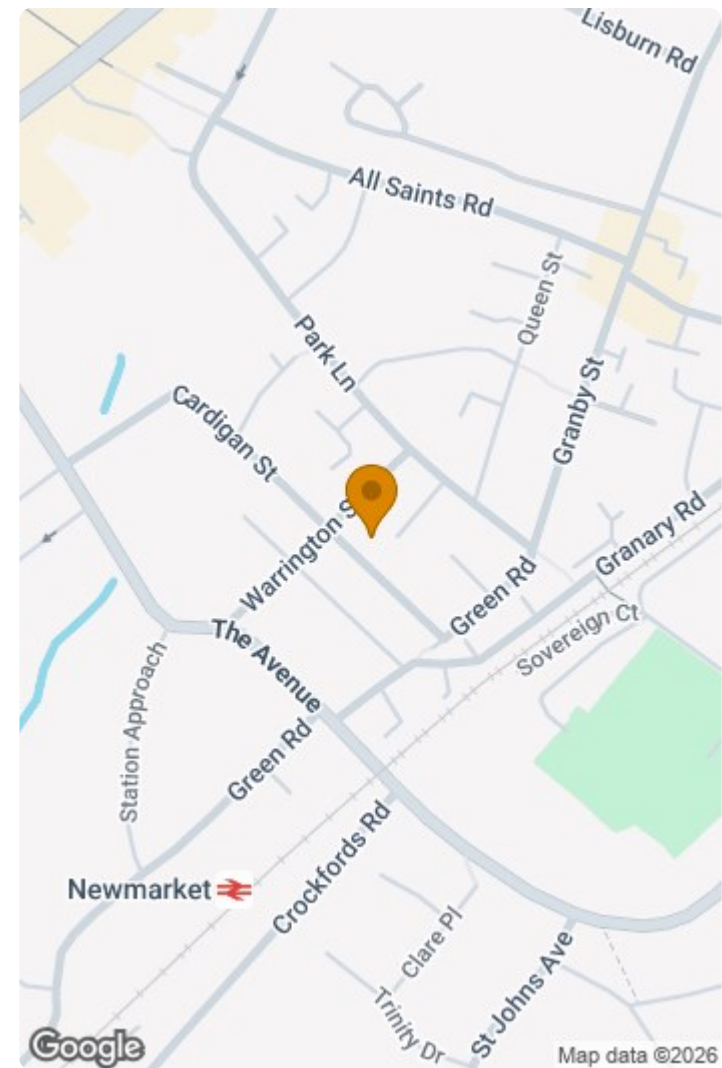 Lisburn Rd
All Saints Rd
Queen St
Park Ln
Granby St
Cardigan St
Granary Rd
Warrington S
Green Rd
Sovereign Ct
The Avenue
Station Approach
Green Rd
Crockfords Rd
Newmarket
Clare Pl
St Johns Ave
Trinity Dr
Google
Map data ©2026